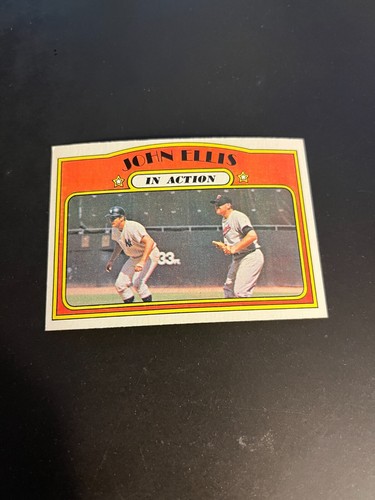 JOHN ELLIS
IN ACTION
33